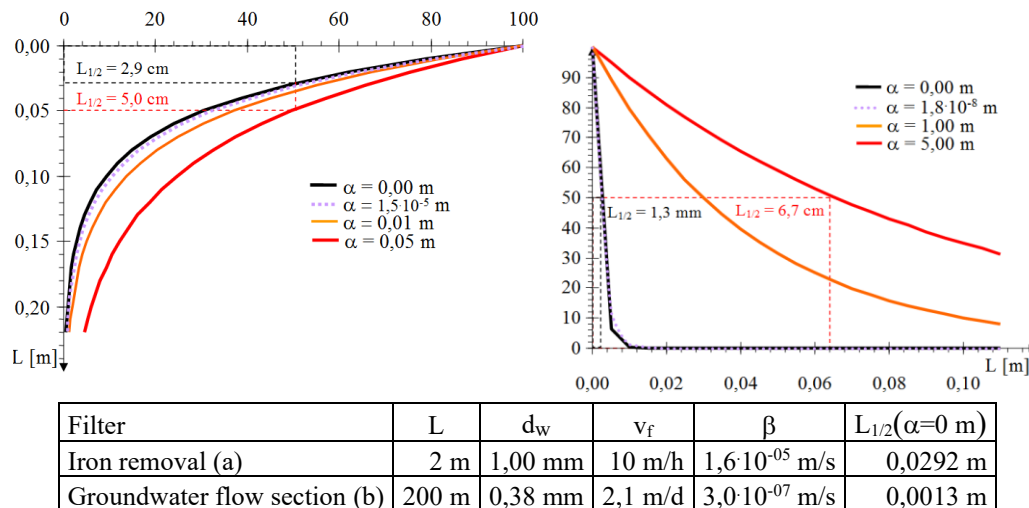 0 20 40 60 80 100
0,00
L1/2 = 2,9 cm
L1/2 = 5,0 cm
0,05
0,10
0,15
0,20
L [m]
α = 0,00 m
α = 1,5·10-5 m
α = 0,01 m
α = 0,05 m
90
80
70
60
50
40
30
20
10
0
α = 0,00 m
α = 1,8·10-8 m
α = 1,00 m
α = 5,00 m
L1/2 = 1,3 mm
L1/2 = 6,7 cm
L [m]
0,00 0,02 0,04 0,06 0,08 0,10
Filter L dw vf β L1/2(α=0 m)
Iron removal (a) 2 m 1,00 mm 10 m/h 1,6·10-05 m/s 0,0292 m
Groundwater flow section (b) 200 m 0,38 mm 2,1 m/d 3,0·10-07 m/s 0,0013 m